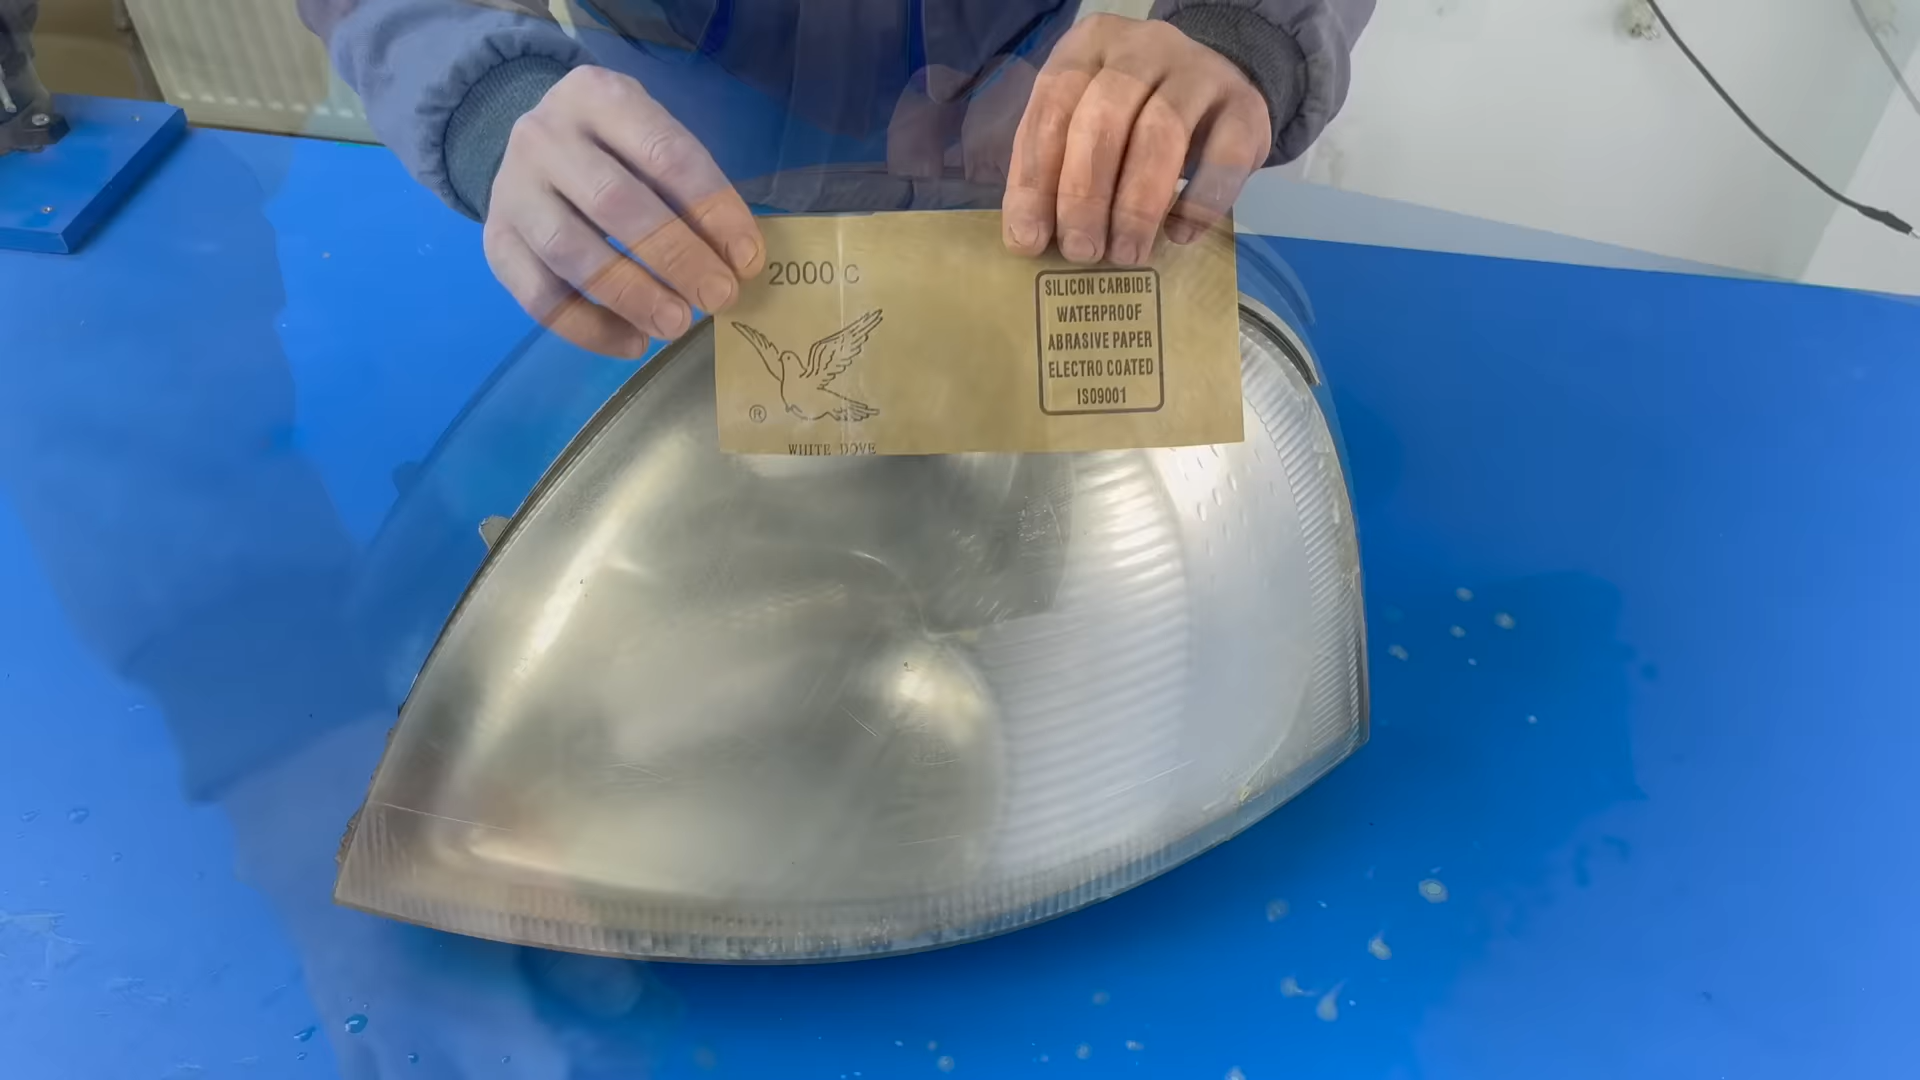 2000 C
SILICON CARBIDE
WATERPROOF
ABRASIVE PAPER
ELECTRO COATED
ISO9001
®
WHITE DOVE